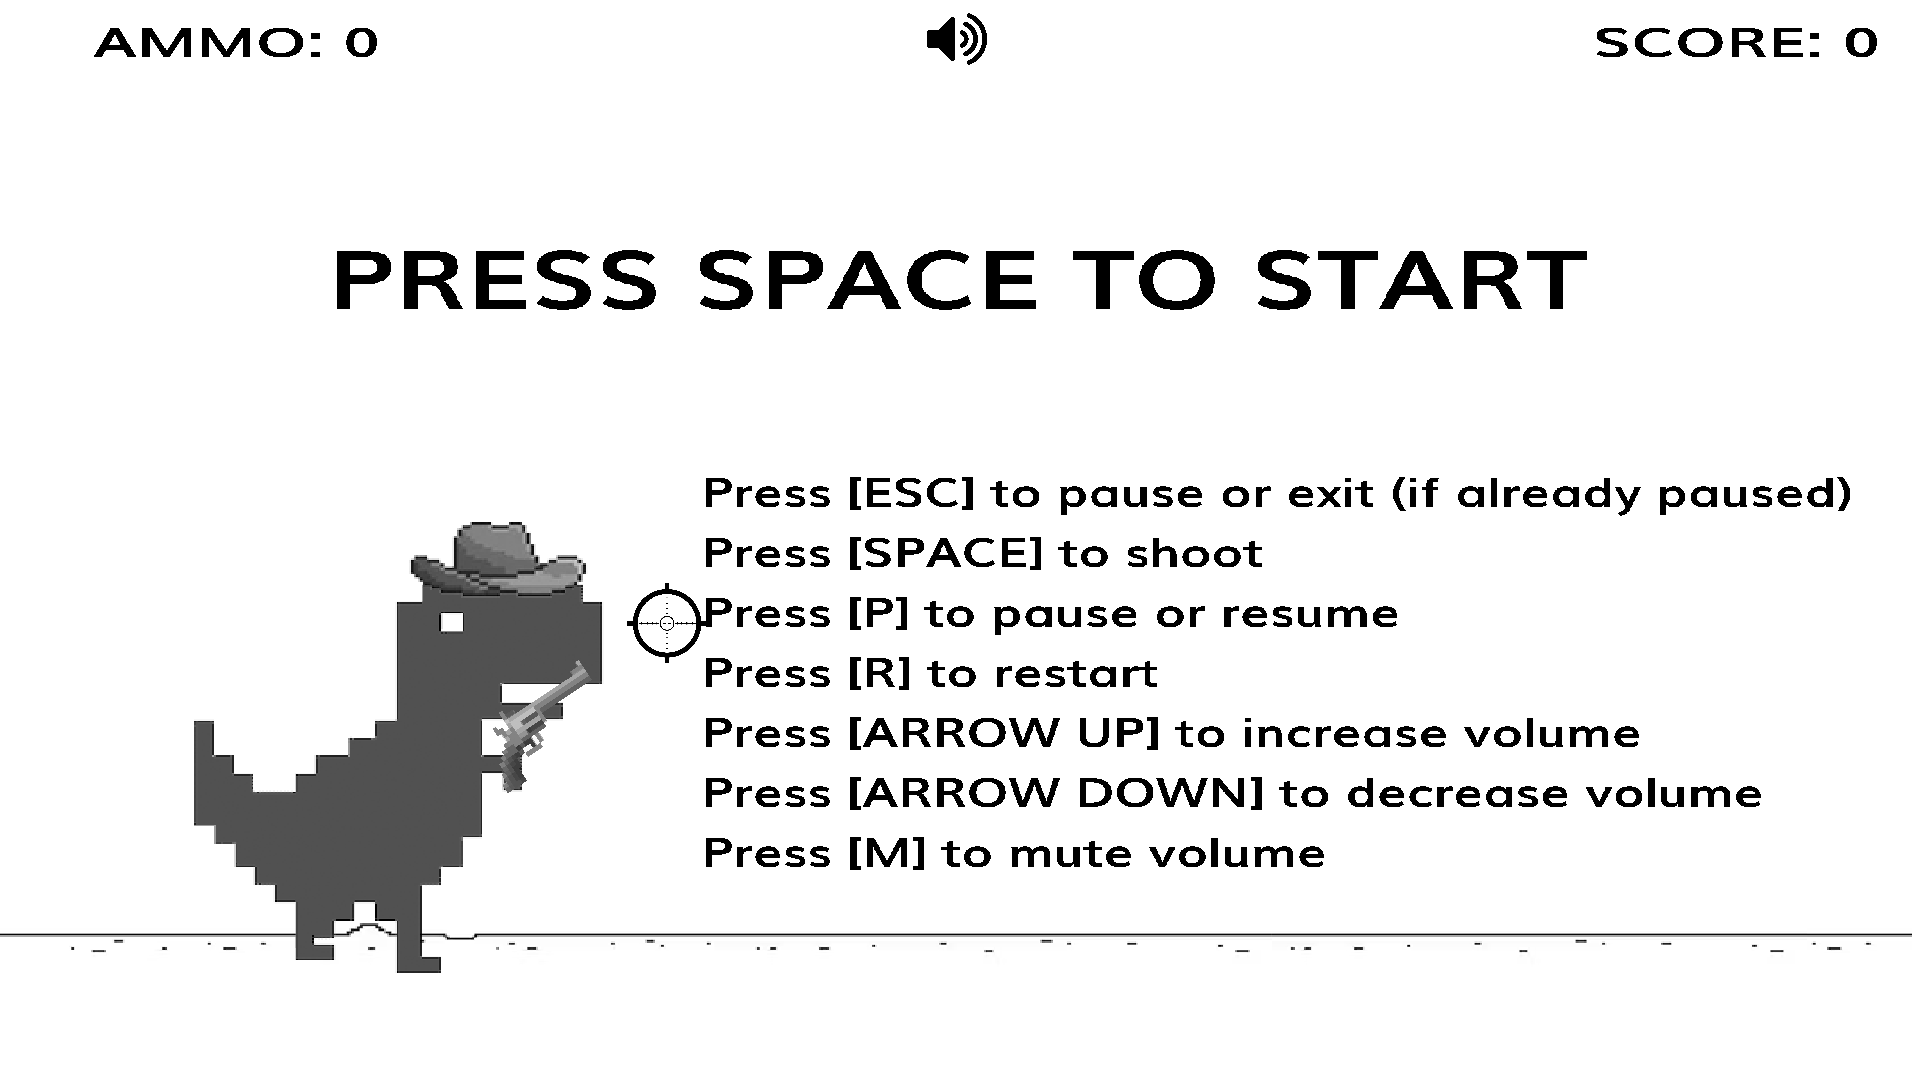 AMMO: 0
SCORE: 0
PRESS SPACE TO START
Press [ESC] to pause or exit (if already paused)
Press [SPACE] to shoot
Press [P] to pause or resume
Press [R] to restart
Press [ARROW UP] to increase volume
Press [ARROW DOWN] to decrease volume
Press [M] to mute volume